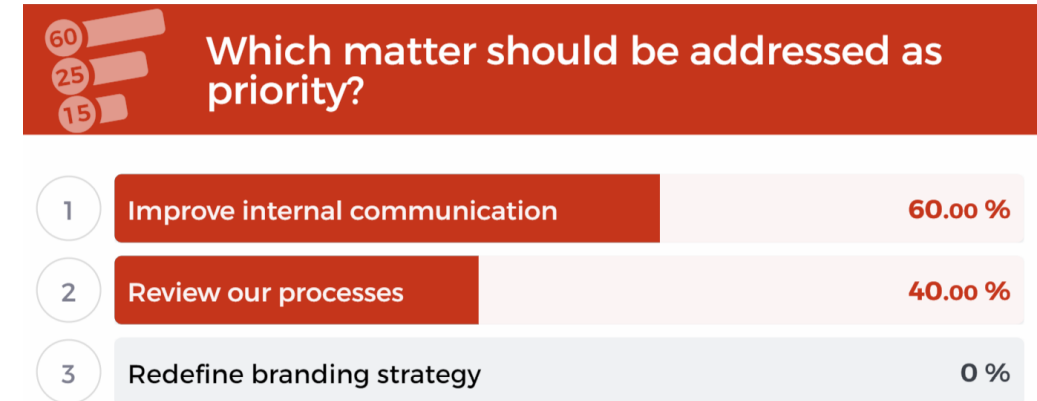 60
25
15
Which matter should be addressed as
priority?
1
Improve internal communication
60.00 %
2
Review our processes
40.00 %
3
Redefine branding strategy
0 %